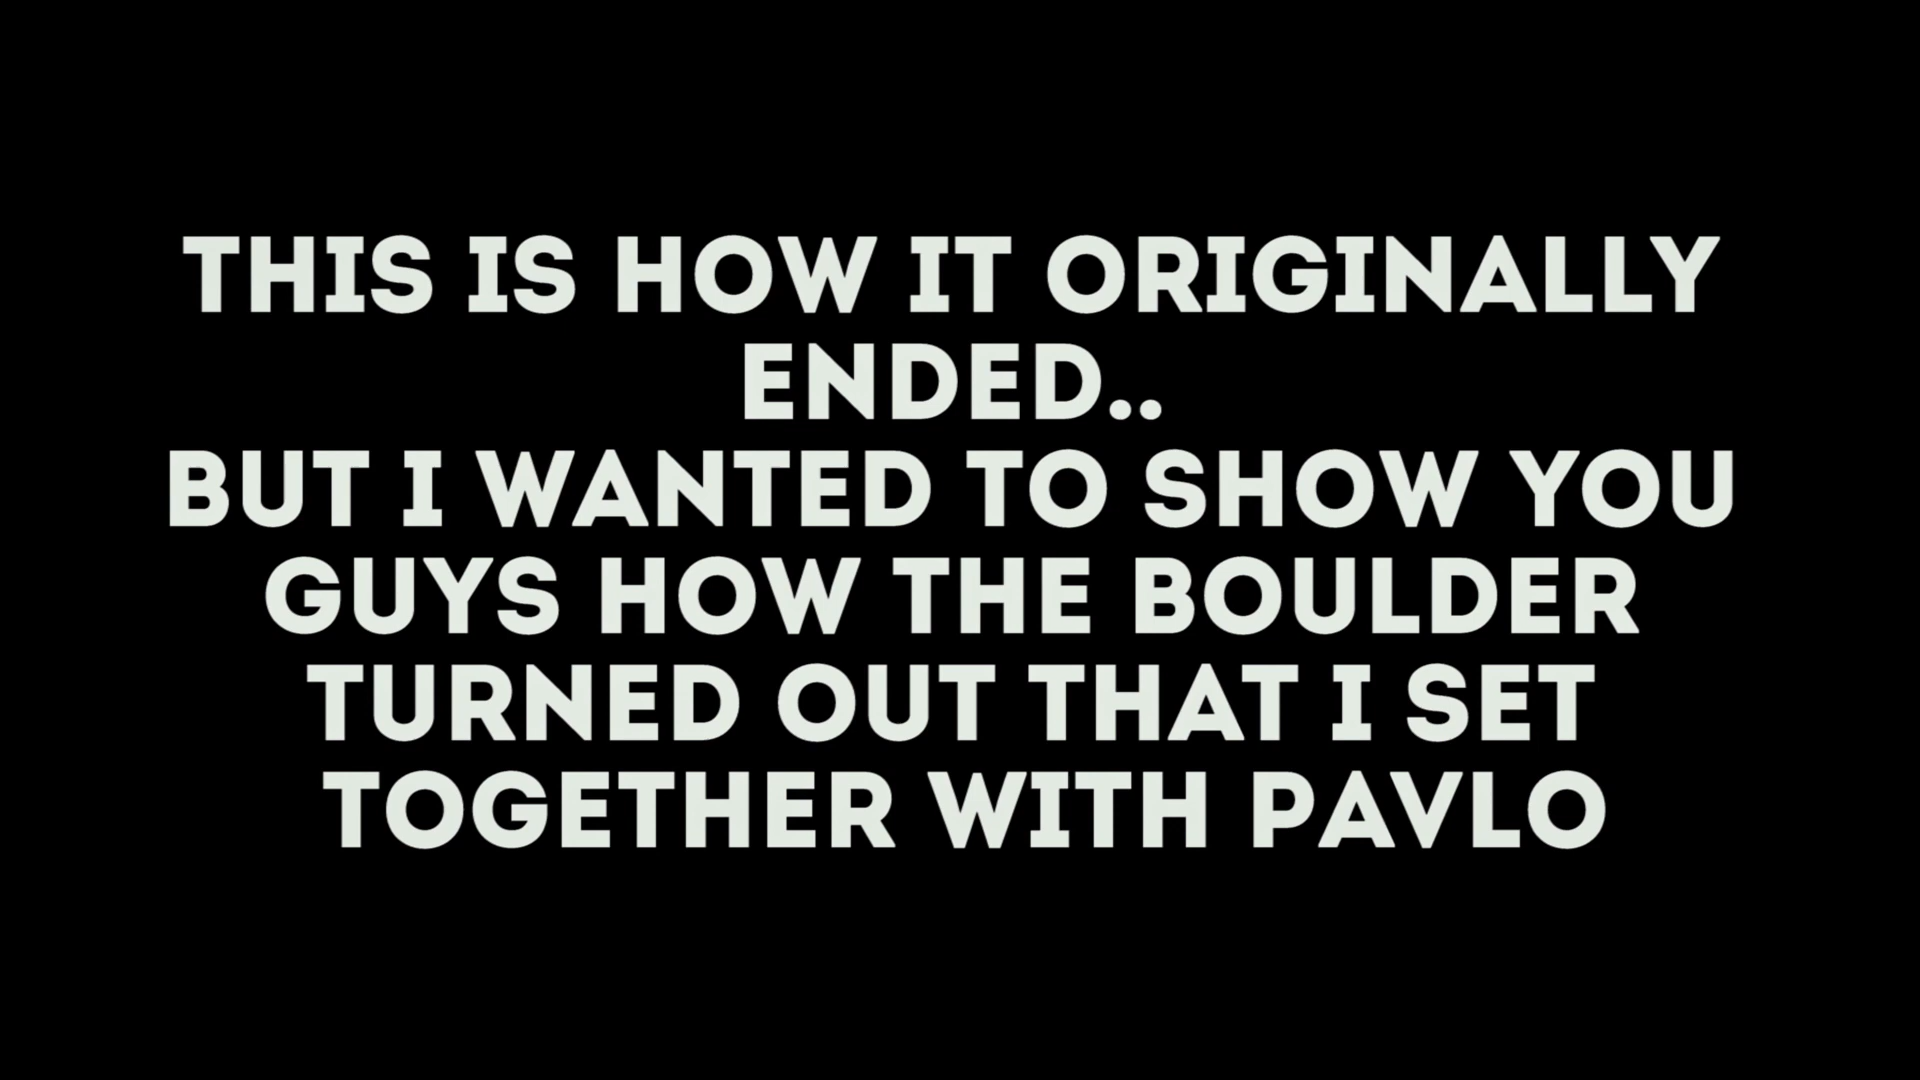 THIS IS HOW IT ORIGINALLY
ENDED..
BUT I WANTED TO SHOW YOU
GUYS HOW THE BOULDER
TURNED OUT THAT I SET
TOGETHER WITH PAVLO